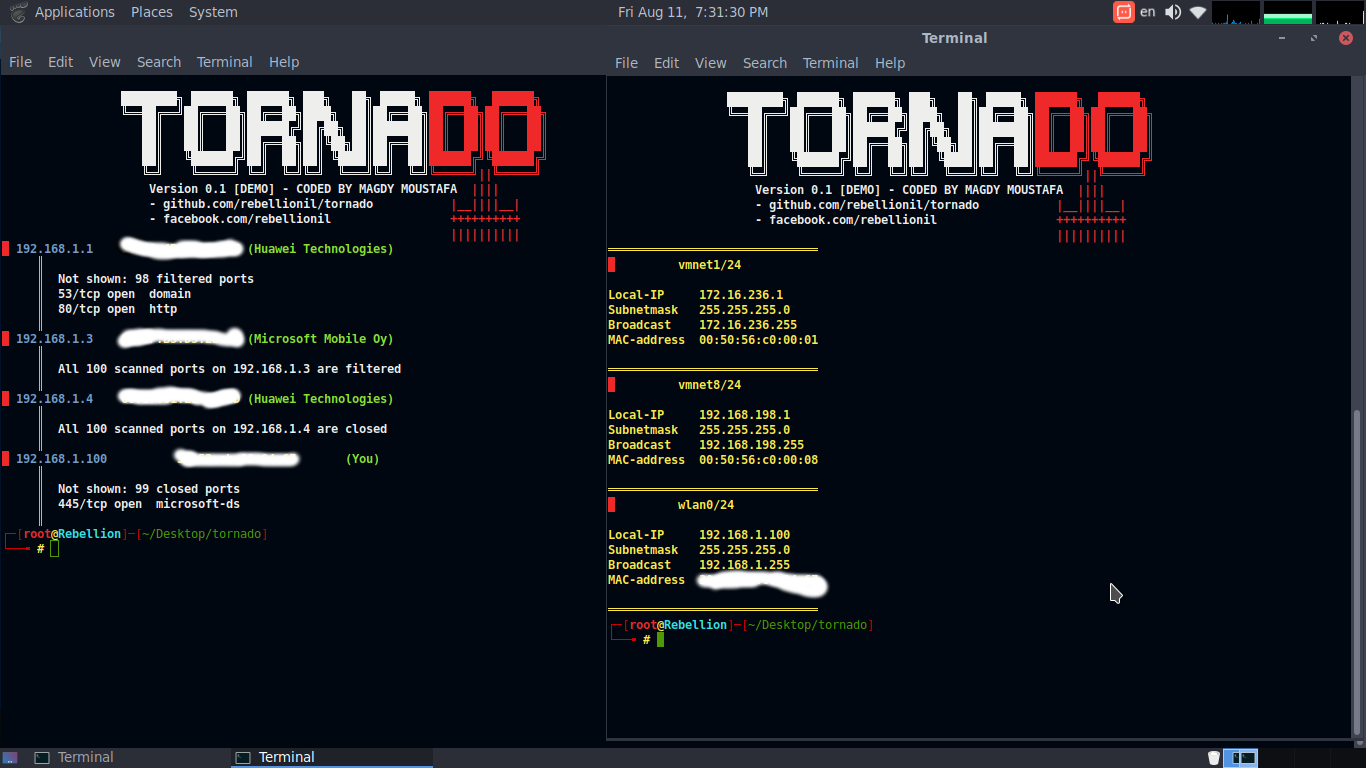 Applications Places System
Fri Aug 11, 7:31:30 PM
en
Terminal
File Edit View Search Terminal Help
TORNADO
Version 0.1 [DEMO] - CODED BY MAGDY MOUSTAFA
- github.com/rebellionil/tornado
- facebook.com/rebellionil
192.168.1.1 (Huawei Technologies)
Not shown: 98 filtered ports
53/tcp open domain
80/tcp open http
192.168.1.3 (Microsoft Mobile Oy)
All 100 scanned ports on 192.168.1.3 are filtered
192.168.1.4 (Huawei Technologies)
All 100 scanned ports on 192.168.1.4 are closed
192.168.1.100 (You)
Not shown: 99 closed ports
445/tcp open microsoft-ds
[root@Rebellion]-[~/Desktop/tornado]
#
File Edit View Search Terminal Help
TORNADO
Version 0.1 [DEMO] - CODED BY MAGDY MOUSTAFA
- github.com/rebellionil/tornado
- facebook.com/rebellionil
vmnet1/24
Local-IP 172.16.236.1
Subnetmask 255.255.255.0
Broadcast 172.16.236.255
MAC-address 00:50:56:c0:00:01
vmnet8/24
Local-IP 192.168.198.1
Subnetmask 255.255.255.0
Broadcast 192.168.198.255
MAC-address 00:50:56:c0:00:08
wlan0/24
Local-IP 192.168.1.100
Subnetmask 255.255.255.0
Broadcast 192.168.1.255
MAC-address
[root@Rebellion]-[~/Desktop/tornado]
#
Terminal
Terminal